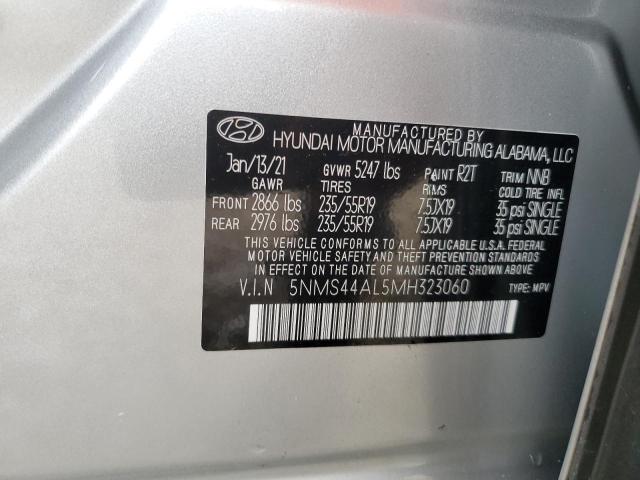 MANUFACTURED BY
HYUNDAI MOTOR MANUFACTURING ALABAMA, LLC
Jan/13/21 GVWR 5247 lbs PAINT R2T TRIM NNB
GAWR TIRES RIMS COLD TIRE INFL
FRONT 2866 lbs 235/55R19 7.5JX19 35 psi SINGLE
REAR 2976 lbs 235/55R19 7.5JX19 35 psi SINGLE
THIS VEHICLE CONFORMS TO ALL APPLICABLE U.S.A. FEDERAL
MOTOR VEHICLE SAFETY AND THEFT PREVENTION STANDARDS
IN EFFECT ON THE DATE OF MANUFACTURE SHOWN ABOVE.
V.I.N 5NMS44AL5MH323060 TYPE: MPV